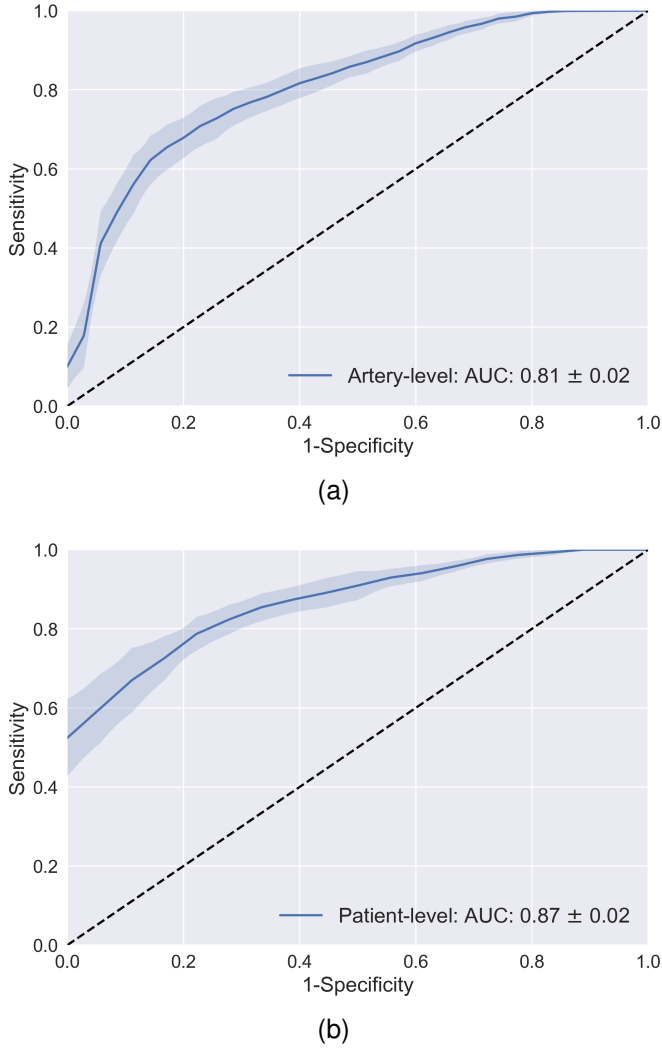 1.0
0.8
0.6
0.4
0.2
0.0
Sensitivity
Artery-level: AUC: 0.81 ± 0.02
0.0 0.2 0.4 0.6 0.8 1.0
1-Specificity
(a)
1.0
0.8
0.6
0.4
0.2
0.0
Sensitivity
Patient-level: AUC: 0.87 ± 0.02
0.0 0.2 0.4 0.6 0.8 1.0
1-Specificity
(b)